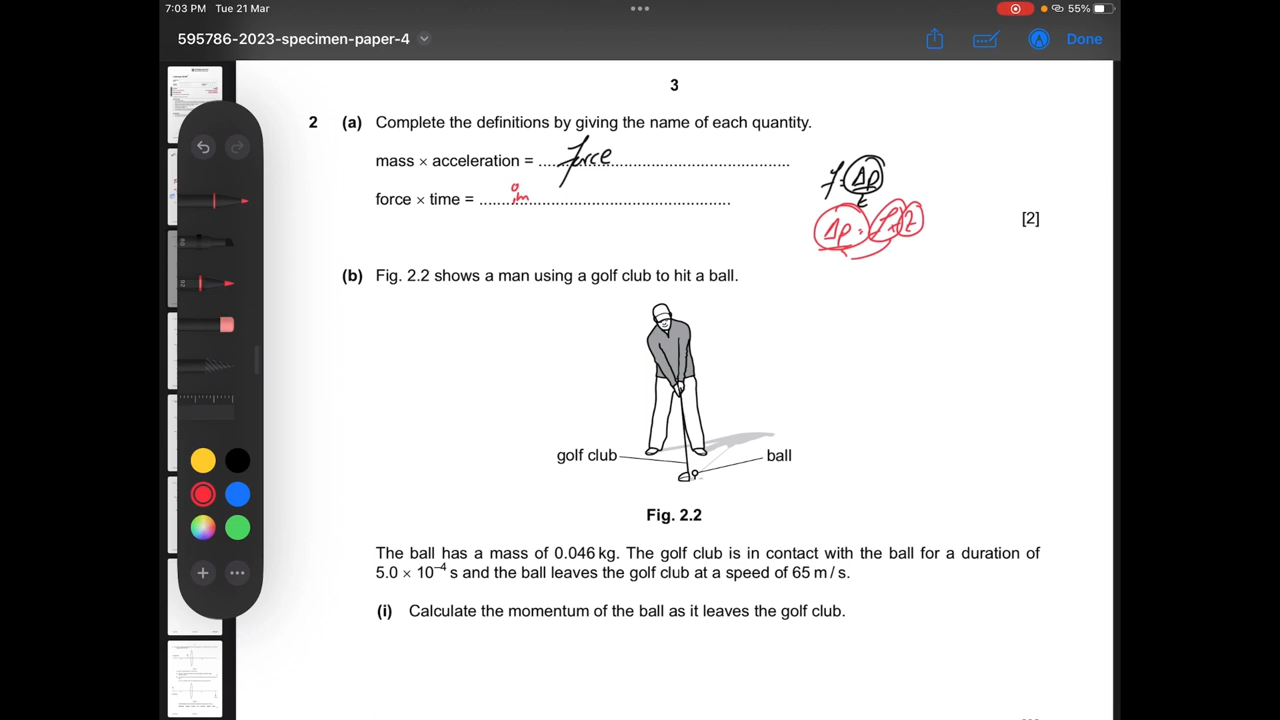 7:03 PM Tue 21 Mar
55%
595786-2023-specimen-paper-4
Done
3
2 (a) Complete the definitions by giving the name of each quantity.
mass × acceleration = force
force × time = im
f = Δp/t
Δp = f x t
[2]
(b) Fig. 2.2 shows a man using a golf club to hit a ball.
golf club
ball
Fig. 2.2
The ball has a mass of 0.046 kg. The golf club is in contact with the ball for a duration of
5.0 × 10⁻⁴ s and the ball leaves the golf club at a speed of 65 m / s.
(i) Calculate the momentum of the ball as it leaves the golf club.